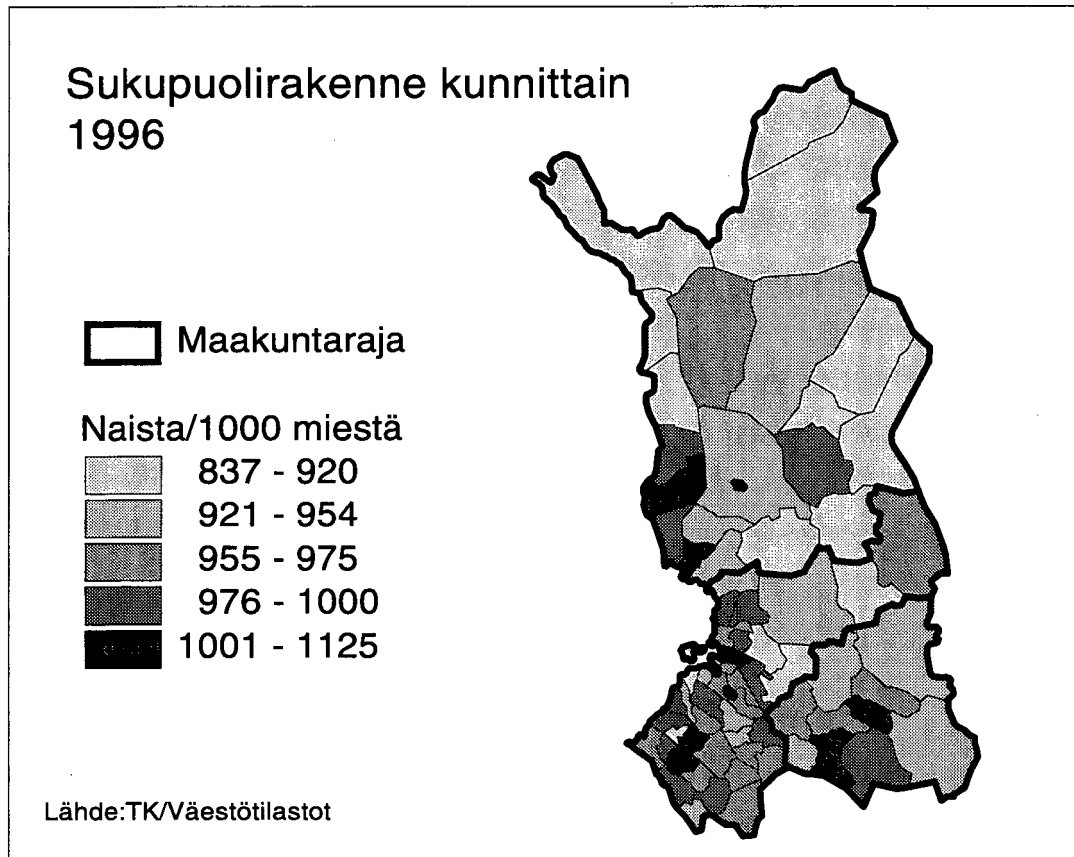 Sukupuolirakenne kunnittain
1996
Maakuntaraja
Naista/1000 miestä
837 - 920
921 - 954
955 - 975
976 - 1000
1001 - 1125
Lähde:TK/Väestötilastot